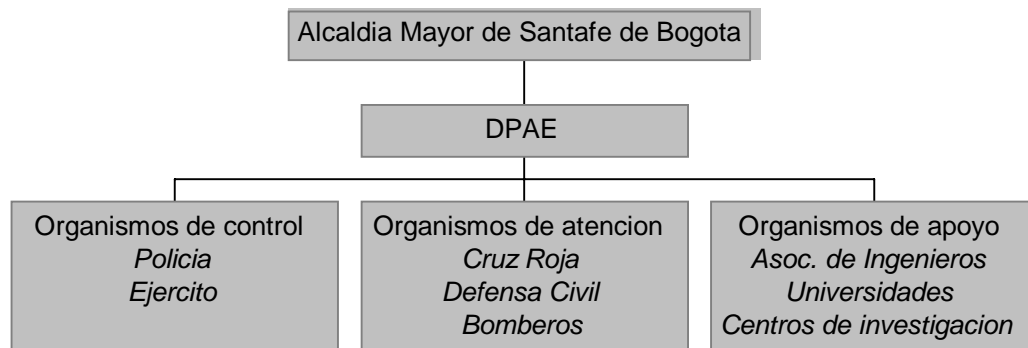 Alcaldia Mayor de Santafe de Bogota
DPAE
Organismos de control
Policia
Ejercito
Organismos de atencion
Cruz Roja
Defensa Civil
Bomberos
Organismos de apoyo
Asoc. de Ingenieros
Universidades
Centros de investigacion